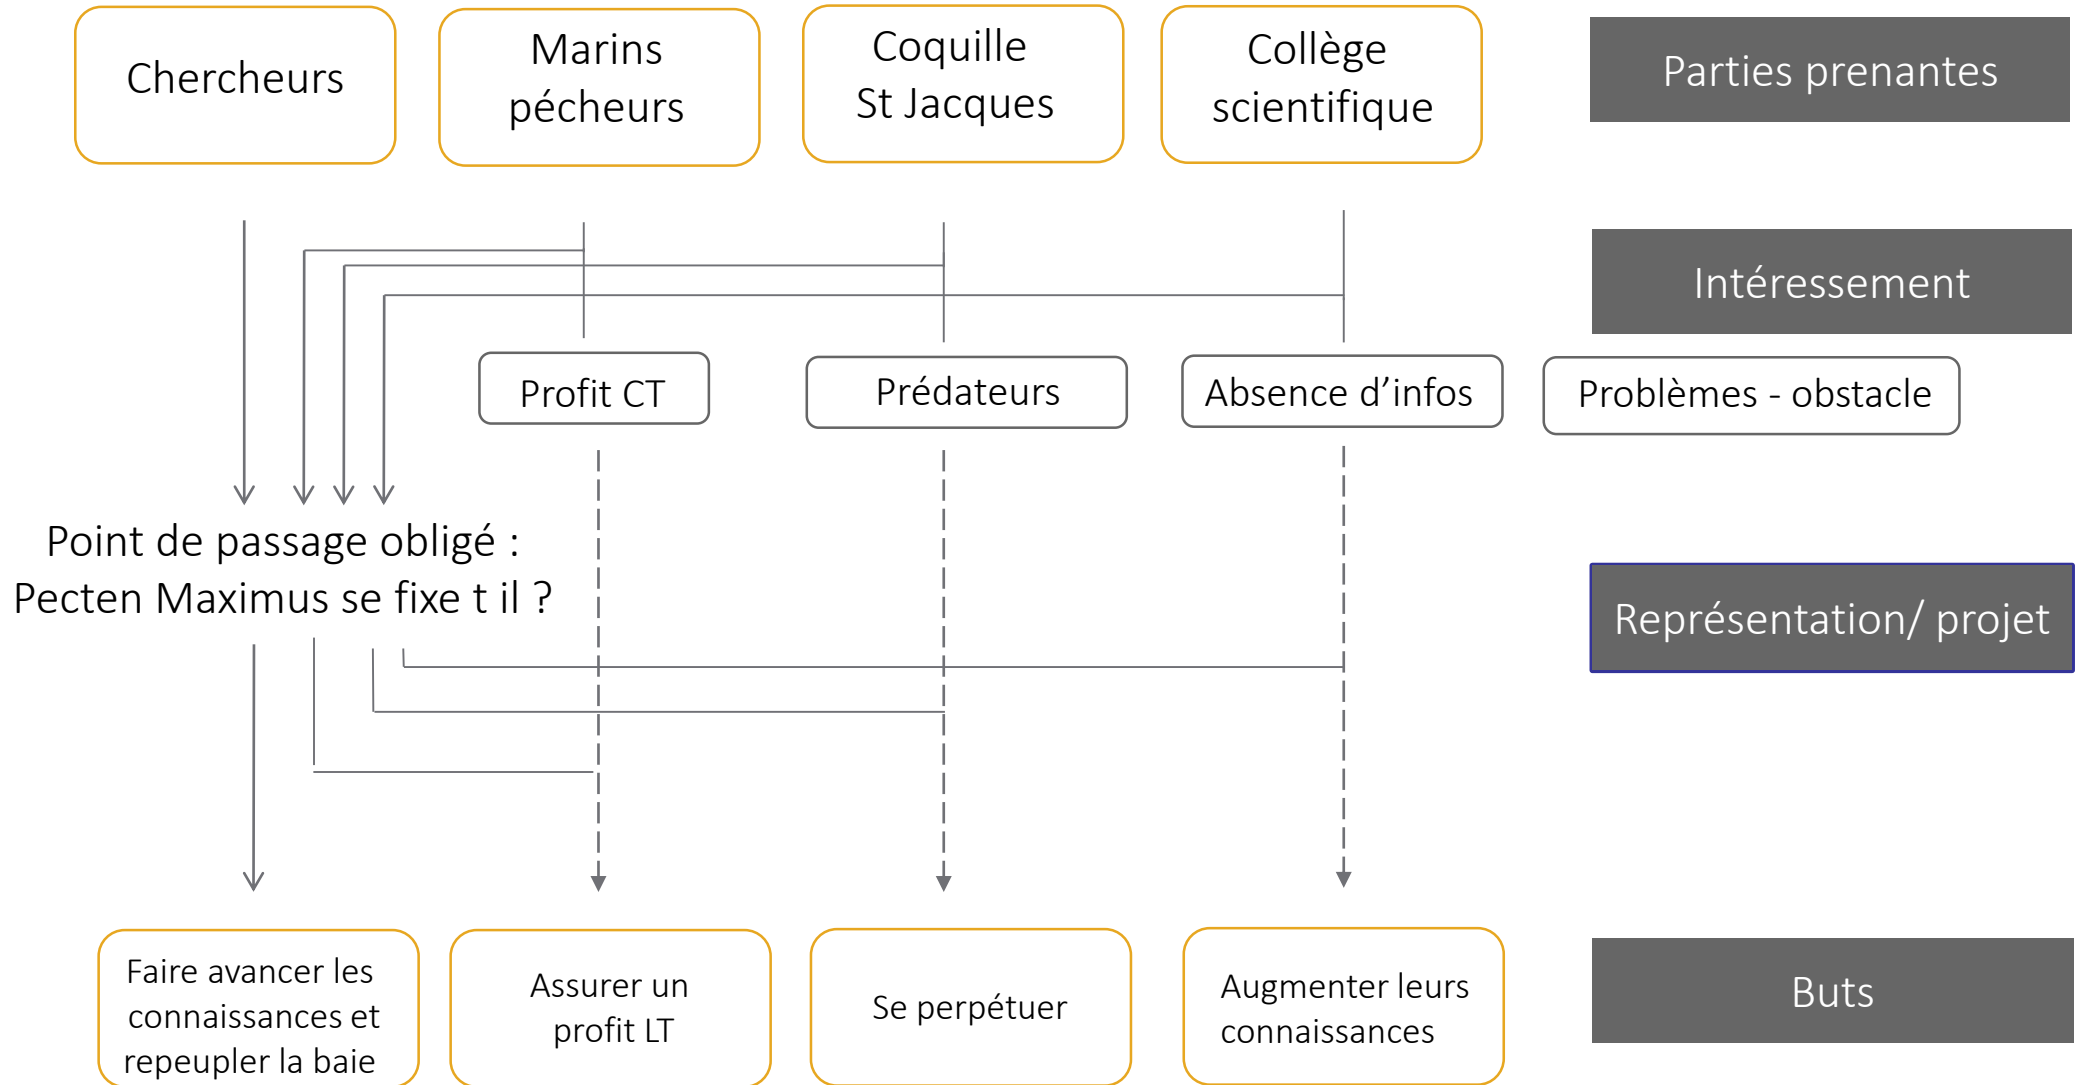 Chercheurs
Marins
pécheurs
Coquille
St Jacques
Collège
scientifique
Parties prenantes
Intéressement
Profit CT
Prédateurs
Absence d’infos
Problèmes - obstacle
Point de passage obligé :
Pecten Maximus se fixe t il ?
Représentation/ projet
Faire avancer les
connaissances et
repeupler la baie
Assurer un
profit LT
Se perpétuer
Augmenter leurs
connaissances
Buts